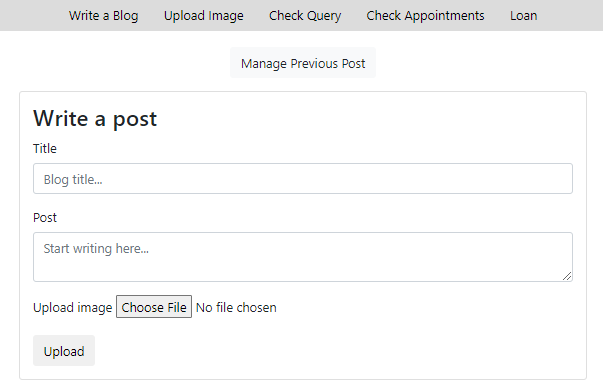 Write a Blog Upload Image Check Query Check Appointments Loan
Manage Previous Post
Write a post
Title
Blog title...
Post
Start writing here...
Upload image Choose File No file chosen
Upload